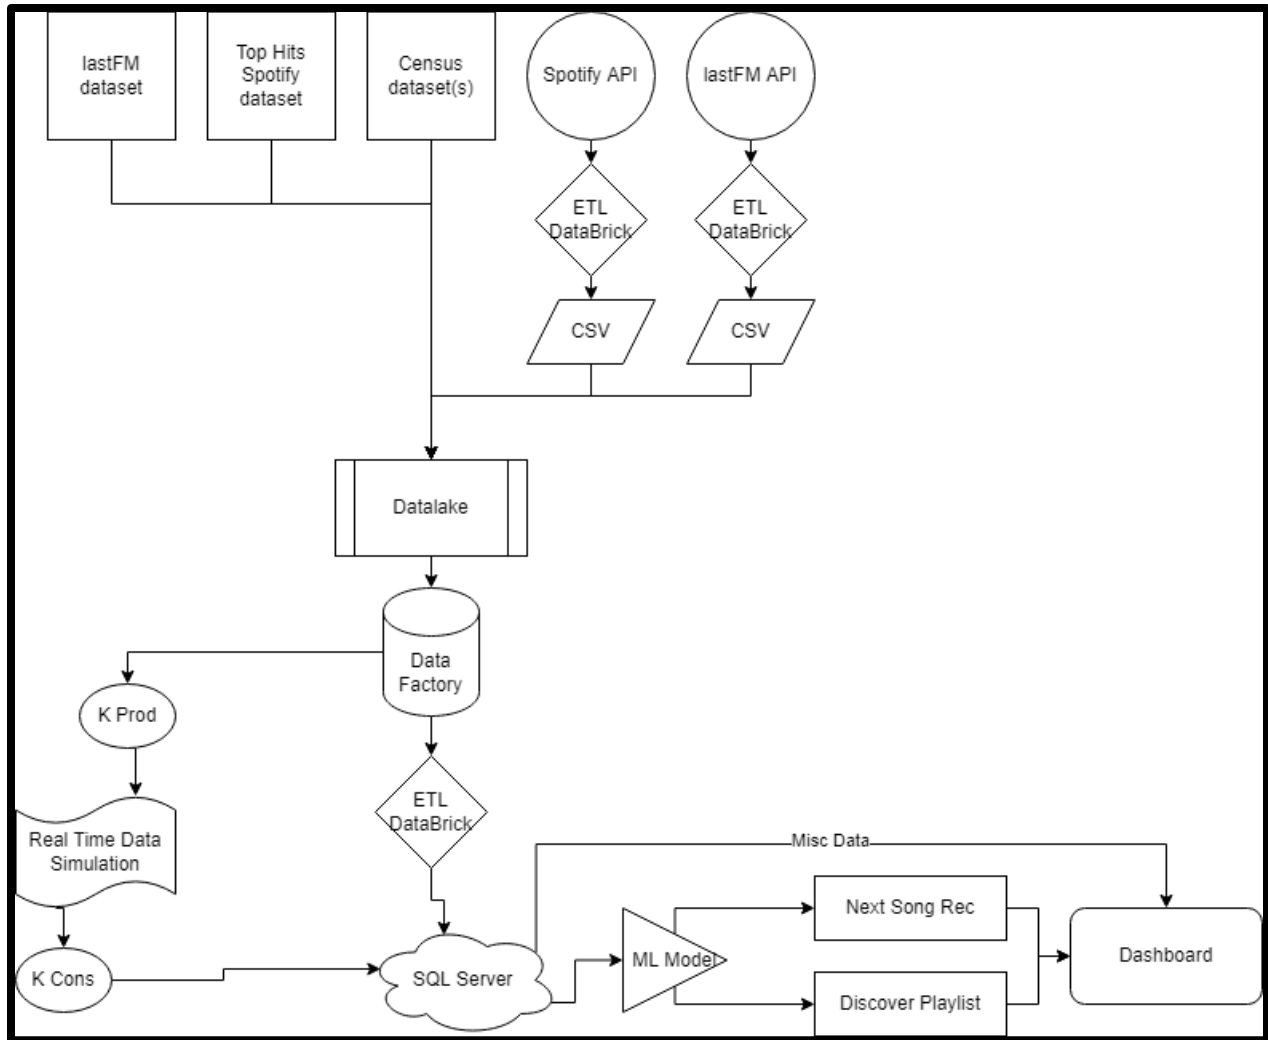 lastFM
dataset
Top Hits
Spotify
dataset
Census
dataset(s)
Spotify API
lastFM API
ETL
DataBrick
ETL
DataBrick
CSV
CSV
Datalake
Data
Factory
K Prod
ETL
DataBrick
Real Time Data
Simulation
Misc Data
Next Song Rec
K Cons
SQL Server
ML Model
Dashboard
Discover Playlist